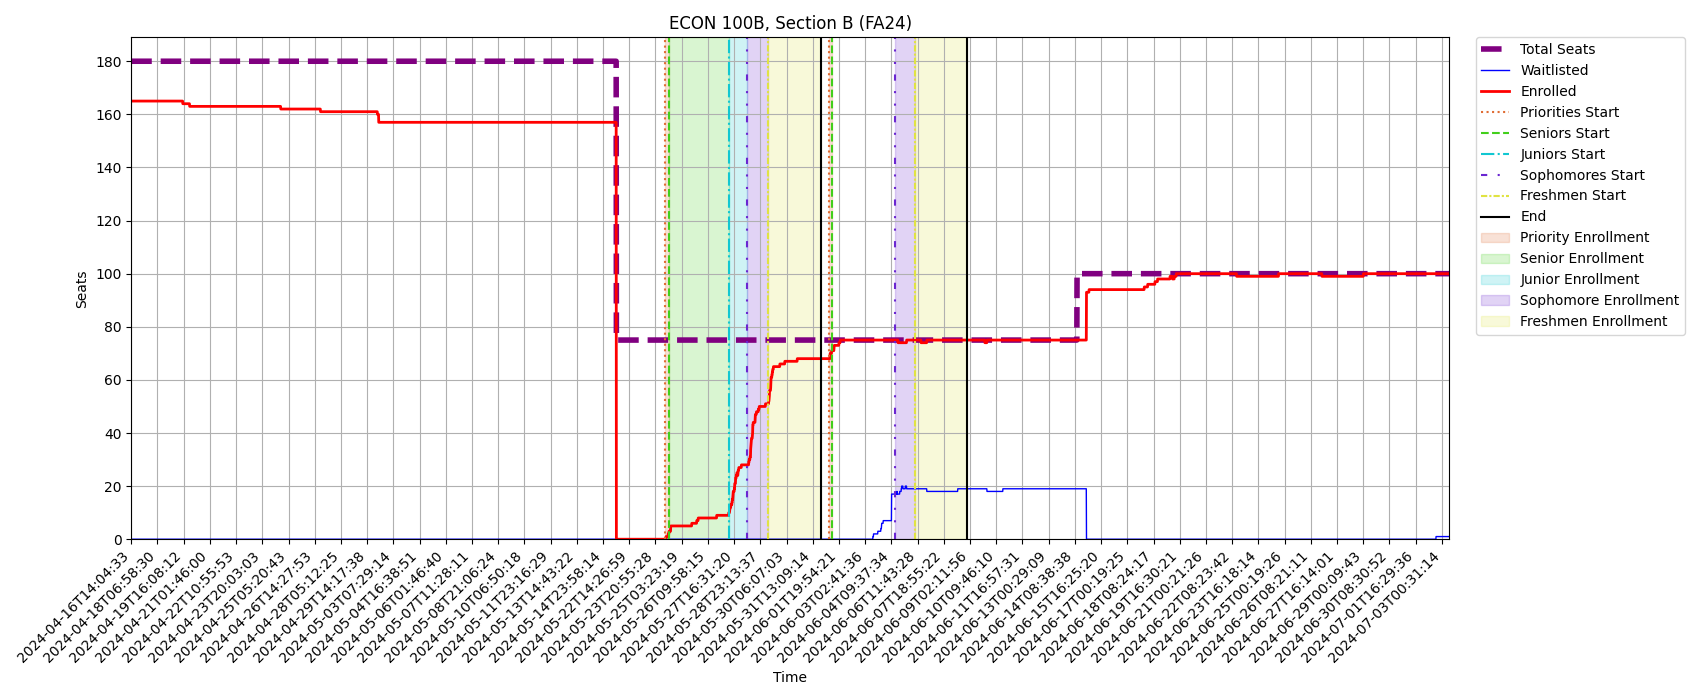 ECON 100B, Section B (FA24)
Seats
180
160
140
120
100
80
60
40
20
0
2024-04-16T14:04:33
2024-04-18T06:58:30
2024-04-19T16:08:12
2024-04-21T01:46:00
2024-04-22T10:55:53
2024-04-23T20:03:03
2024-04-25T05:20:43
2024-04-26T14:27:53
2024-04-28T05:12:25
2024-04-29T14:17:38
2024-05-03T07:29:14
2024-05-04T16:38:51
2024-05-06T01:46:40
2024-05-07T11:28:11
2024-05-08T21:06:24
2024-05-10T06:50:18
2024-05-11T23:16:29
2024-05-13T14:43:22
2024-05-14T23:58:14
2024-05-22T14:26:59
2024-05-23T20:55:28
2024-05-25T03:23:19
2024-05-26T09:58:15
2024-05-27T16:31:20
2024-05-28T23:13:37
2024-05-30T06:07:03
2024-05-31T13:09:14
2024-06-01T19:54:21
2024-06-03T02:41:36
2024-06-04T09:37:34
2024-06-06T11:43:28
2024-06-07T18:55:22
2024-06-09T02:11:56
2024-06-10T09:46:10
2024-06-11T16:57:31
2024-06-13T00:29:09
2024-06-14T08:38:38
2024-06-15T16:25:20
2024-06-17T00:19:25
2024-06-18T08:24:17
2024-06-19T16:30:21
2024-06-21T00:21:26
2024-06-22T08:23:42
2024-06-23T16:18:14
2024-06-25T00:19:26
2024-06-26T08:21:11
2024-06-27T16:14:01
2024-06-29T00:09:43
2024-06-30T08:30:52
2024-07-01T16:29:36
2024-07-03T00:31:14
Time
Total Seats
Waitlisted
Enrolled
Priorities Start
Seniors Start
Juniors Start
Sophomores Start
Freshmen Start
End
Priority Enrollment
Senior Enrollment
Junior Enrollment
Sophomore Enrollment
Freshmen Enrollment